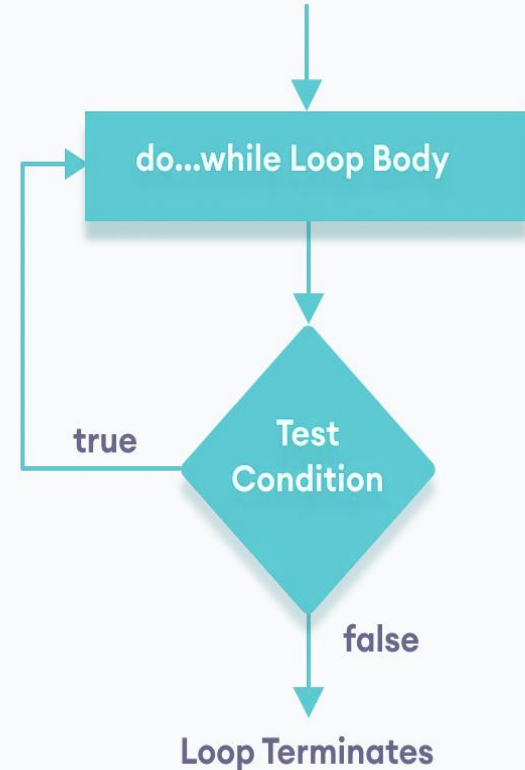 do...while Loop Body
true
Test
Condition
false
Loop Terminates